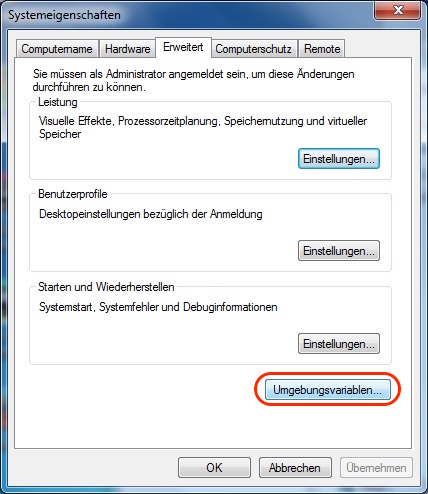 Systemeigenschaften
Computername Hardware Erweitert Computerschutz Remote
Sie müssen als Administrator angemeldet sein, um diese Änderungen
durchführen zu können.
Leistung
Visuelle Effekte, Prozessorzeitplanung, Speichernutzung und virtueller
Speicher
Einstellungen...
Benutzerprofile
Desktopeinstellungen bezüglich der Anmeldung
Einstellungen...
Starten und Wiederherstellen
Systemstart, Systemfehler und Debuginformationen
Einstellungen...
Umgebungsvariablen...
OK Abbrechen Übernehmen